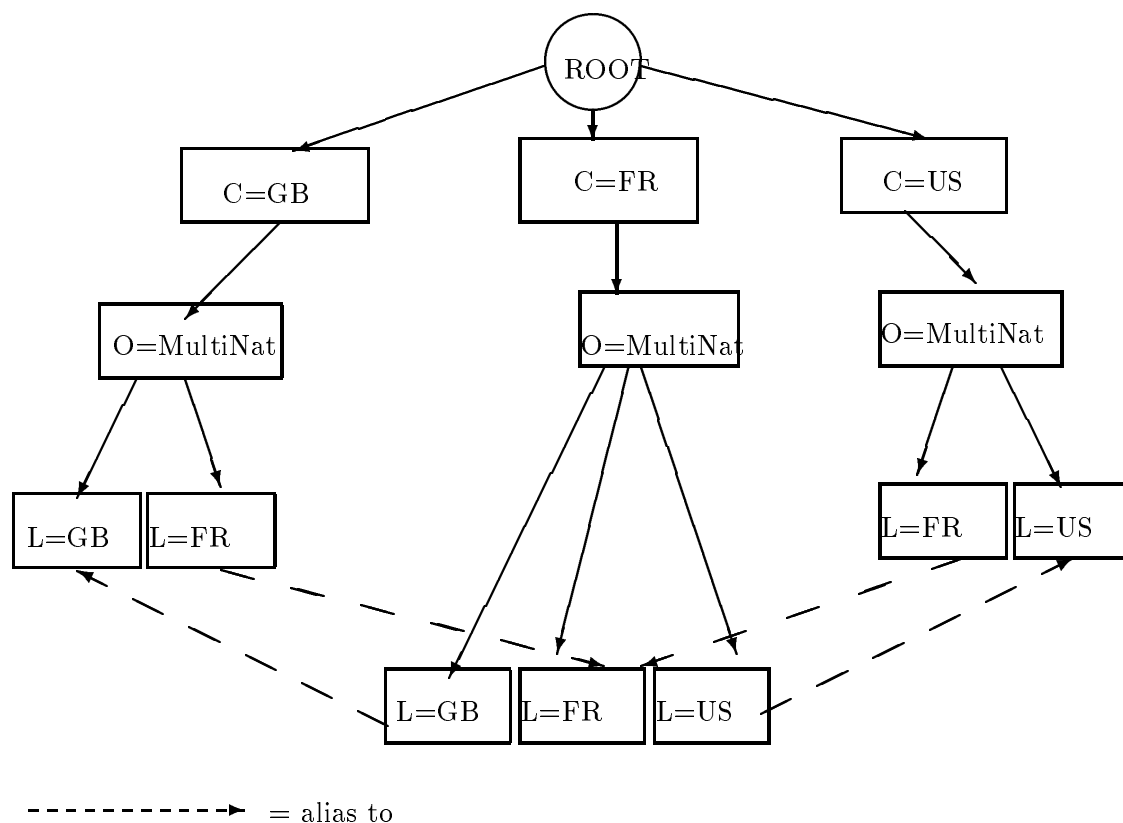 ROOT
C=GB
C=FR
C=US
O=MultiNat
O=MultiNat
O=MultiNat
L=GB
L=FR
L=FR
L=US
L=GB
L=FR
L=US
= alias to